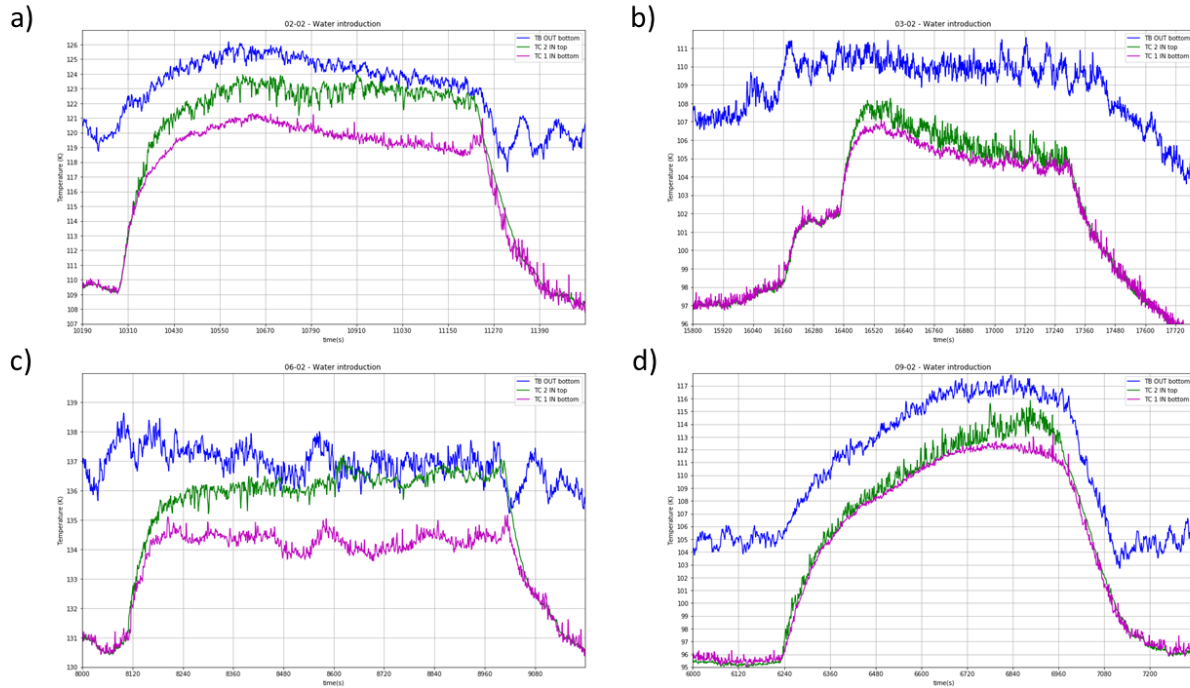 a)
02-02 - Water introduction
TB OUT bottom
TC 2 IN top
TC 1 IN bottom
Temperature (K)
126
125
124
123
122
121
120
119
118
117
116
115
114
113
112
111
110
109
108
107
10190 10310 10430 10550 10670 10790 10910 11030 11150 11270 11390
time(s)
b)
03-02 - Water introduction
TB OUT bottom
TC 2 IN top
TC 1 IN bottom
Temperature (K)
111
110
108
107
105
104
102
101
100
98
97
96
15800 15920 16040 16160 16280 16400 16520 16640 16760 16880 17000 17120 17240 17360 17480 17600 17720
time(s)
c)
06-02 - Water introduction
TB OUT bottom
TC 2 IN top
TC 1 IN bottom
Temperature (K)
139
138
137
136
135
134
133
132
131
130
8000 8120 8240 8360 8480 8600 8720 8840 8960 9080
time(s)
d)
09-02 - Water introduction
TB OUT bottom
TC 2 IN top
TC 1 IN bottom
Temperature (K)
117
115
114
113
112
111
110
108
107
106
105
104
103
101
100
99
98
97
96
95
6000 6120 6240 6360 6480 6600 6720 6840 6960 7080 7200
time(s)